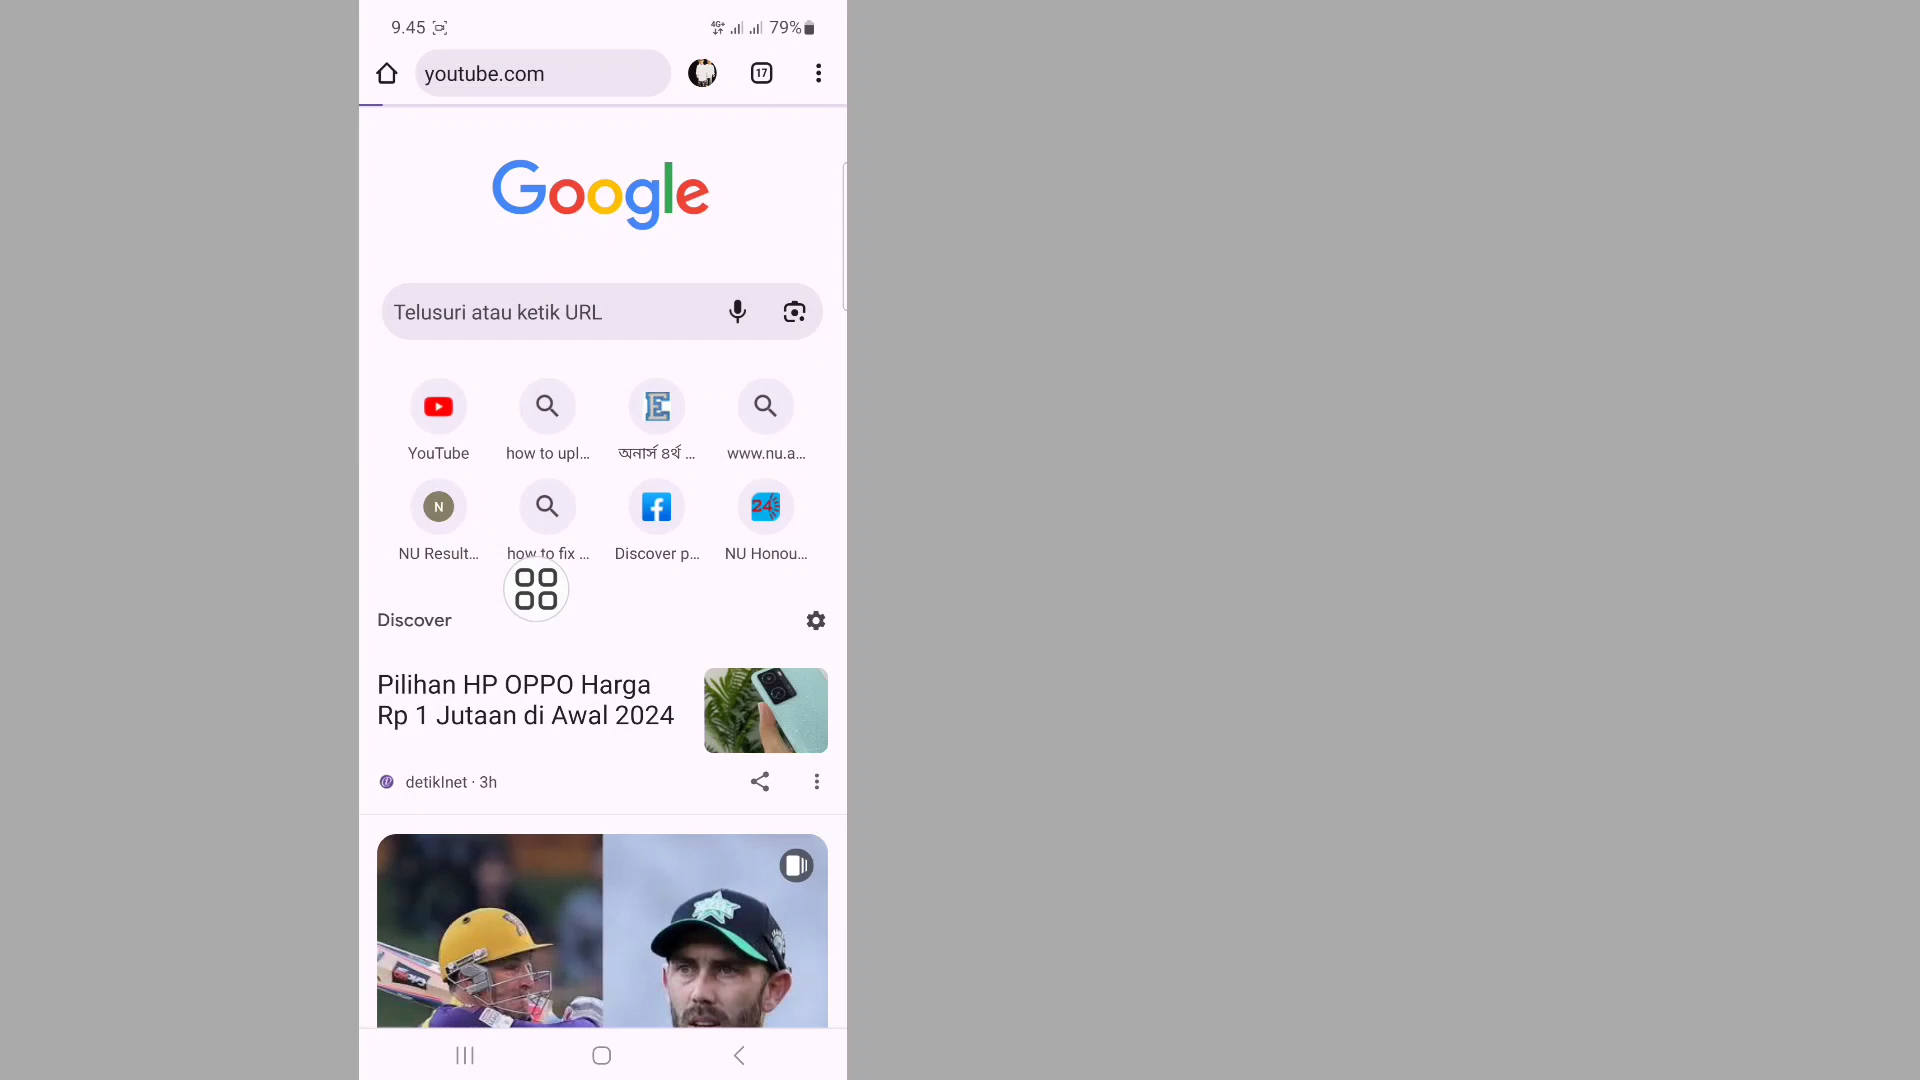 9.45 4G+ 79%
youtube.com 17
Google
Telusuri atau ketik URL
YouTube how to upl... অনার্স ৪র্থ ... www.nu.a...
N 24
NU Result... how to fix ... Discover p... NU Honou...
Discover
Pilihan HP OPPO Harga
Rp 1 Jutaan di Awal 2024
detikInet · 3h